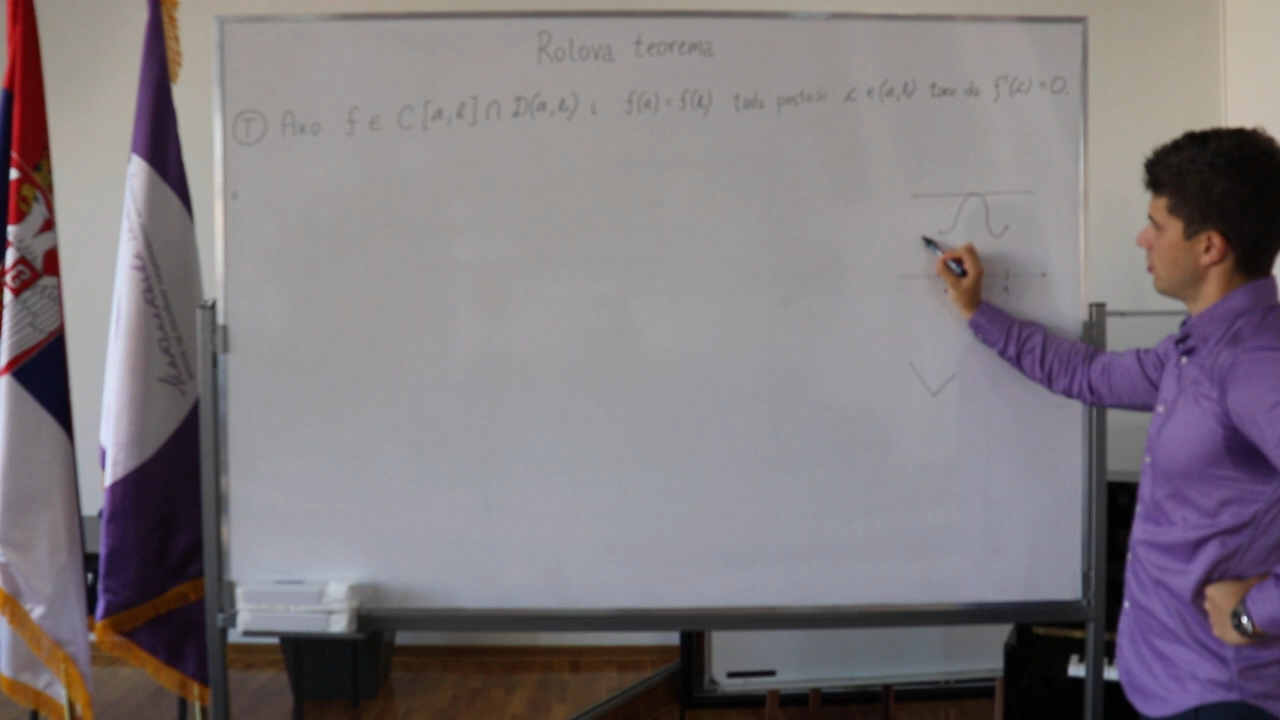 Rolova teorema
Ⓣ Ako f ∈ C[a,b] ∩ D(a,b) i f(a) = f(b) tada postoji c ∈ (a,b) tako da f'(c) = 0.